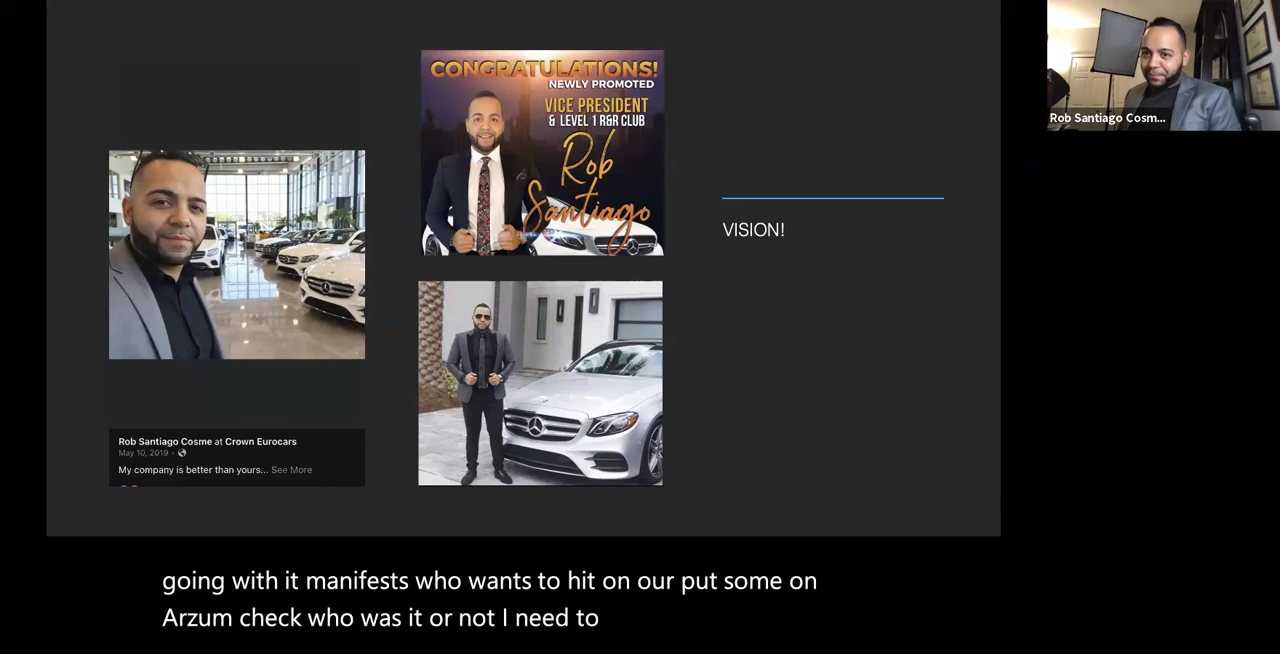 CONGRATULATIONS!
NEWLY PROMOTED
VICE PRESIDENT
& LEVEL 1 R&R CLUB
Rob
Santiago
VISION!
Rob Santiago Cosme at Crown Eurocars
May 10, 2019 ·
My company is better than yours... See More
Rob Santiago Cosm...
going with it manifests who wants to hit on our put some on
Arzum check who was it or not I need to